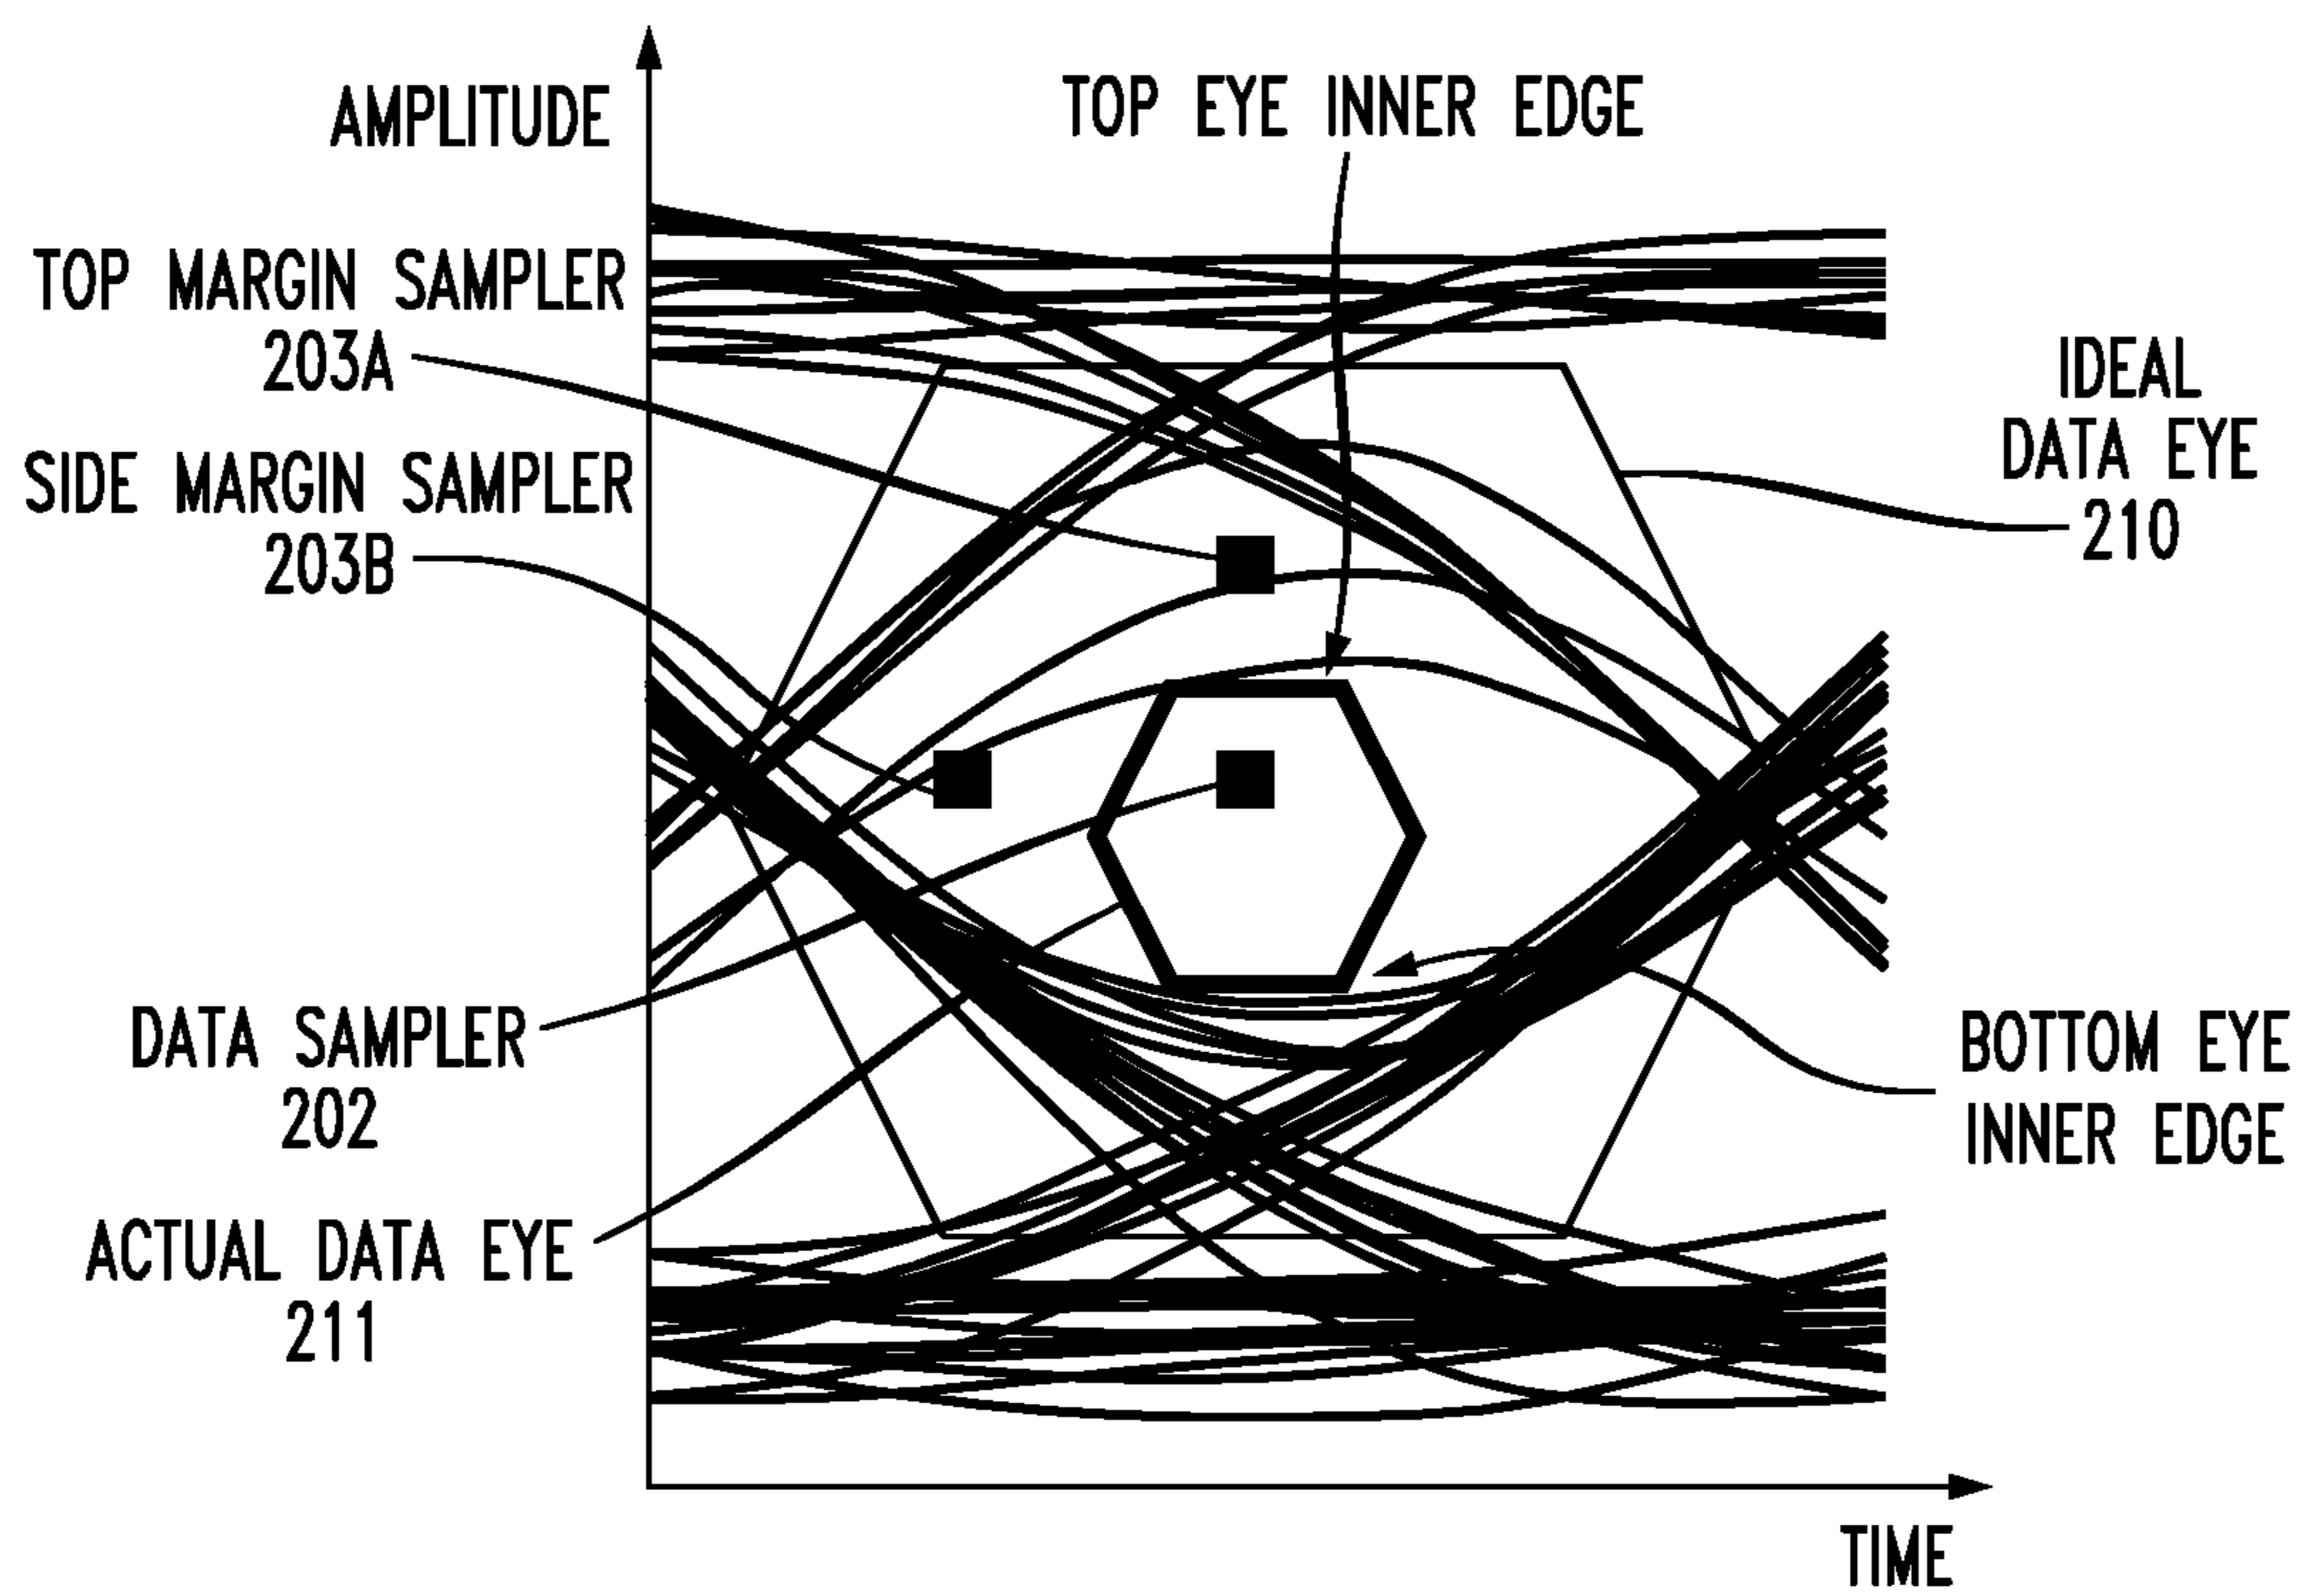 AMPLITUDE
TOP EYE INNER EDGE
TOP MARGIN SAMPLER
203A
SIDE MARGIN SAMPLER
203B
IDEAL
DATA EYE
210
DATA SAMPLER
202
ACTUAL DATA EYE
211
BOTTOM EYE
INNER EDGE
TIME